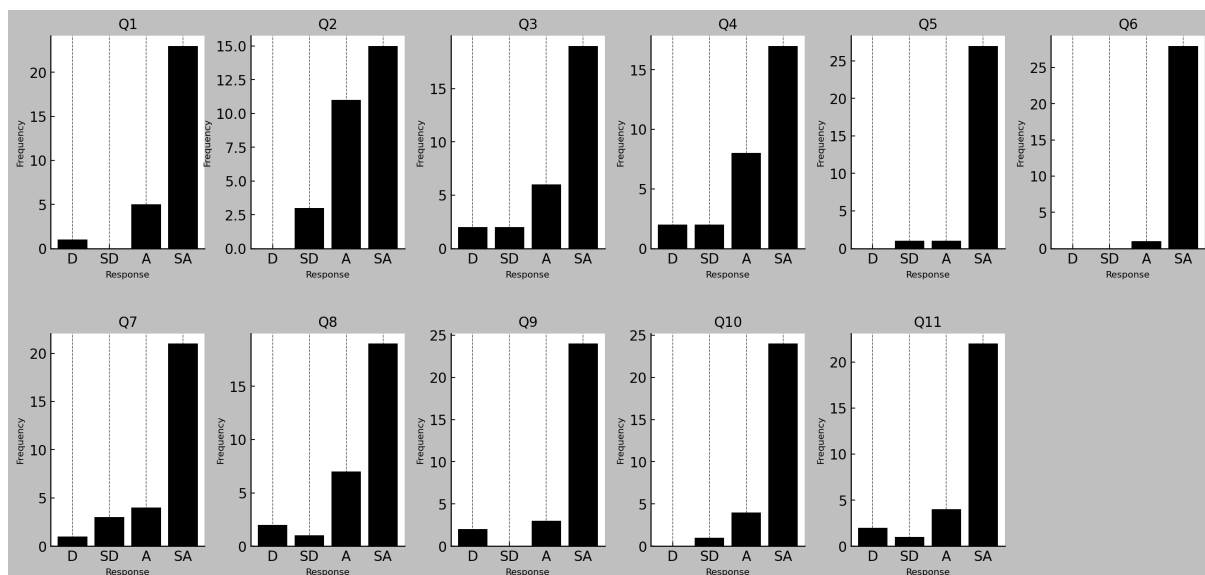 Q1
Frequency
20
15
10
5
0
D SD A SA
Response
Q2
Frequency
15.0
12.5
10.0
7.5
5.0
2.5
0.0
D SD A SA
Response
Q3
Frequency
15
10
5
0
D SD A SA
Response
Q4
Frequency
15
10
5
0
D SD A SA
Response
Q5
Frequency
25
20
15
10
5
0
D SD A SA
Response
Q6
Frequency
25
20
15
10
5
0
D SD A SA
Response
Q7
Frequency
20
15
10
5
0
D SD A SA
Response
Q8
Frequency
15
10
5
0
D SD A SA
Response
Q9
Frequency
25
20
15
10
5
0
D SD A SA
Response
Q10
Frequency
25
20
15
10
5
0
D SD A SA
Response
Q11
Frequency
20
15
10
5
0
D SD A SA
Response